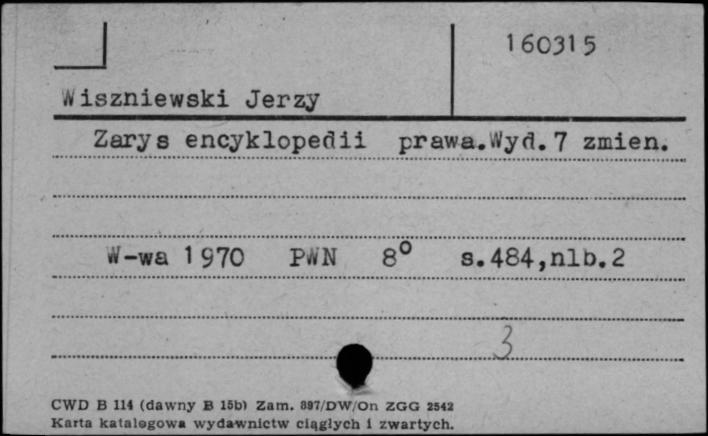 160315
Wiszniewski Jerzy
Zarys encyklopedii prawa.Wyd.7 zmien.
W-wa 1970 PWN 8° s.484,nlb.2
3
CWD B 114 (dawny B 15b) Zam. 897/DW/On ZGG 2542
Karta katalogowa wydawnictw ciągłych i zwartych.